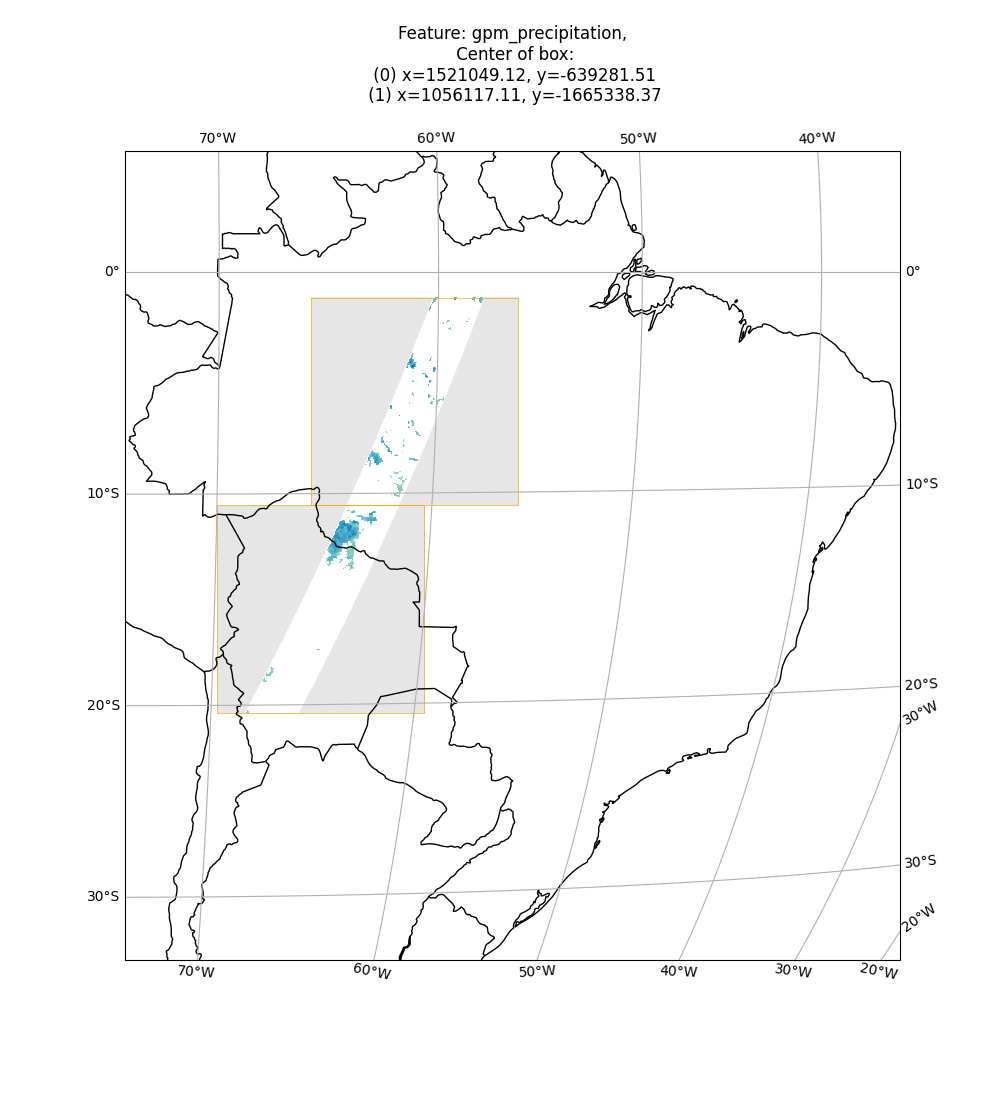 Feature: gpm_precipitation,
Center of box:
(0) x=1521049.12, y=-639281.51
(1) x=1056117.11, y=-1665338.37
70°W 60°W 50°W 40°W
0° 0°
10°S 10°S
20°S 20°S
30°W
30°S 30°S
20°W
70°W 60°W 50°W 40°W 30°W 20°W